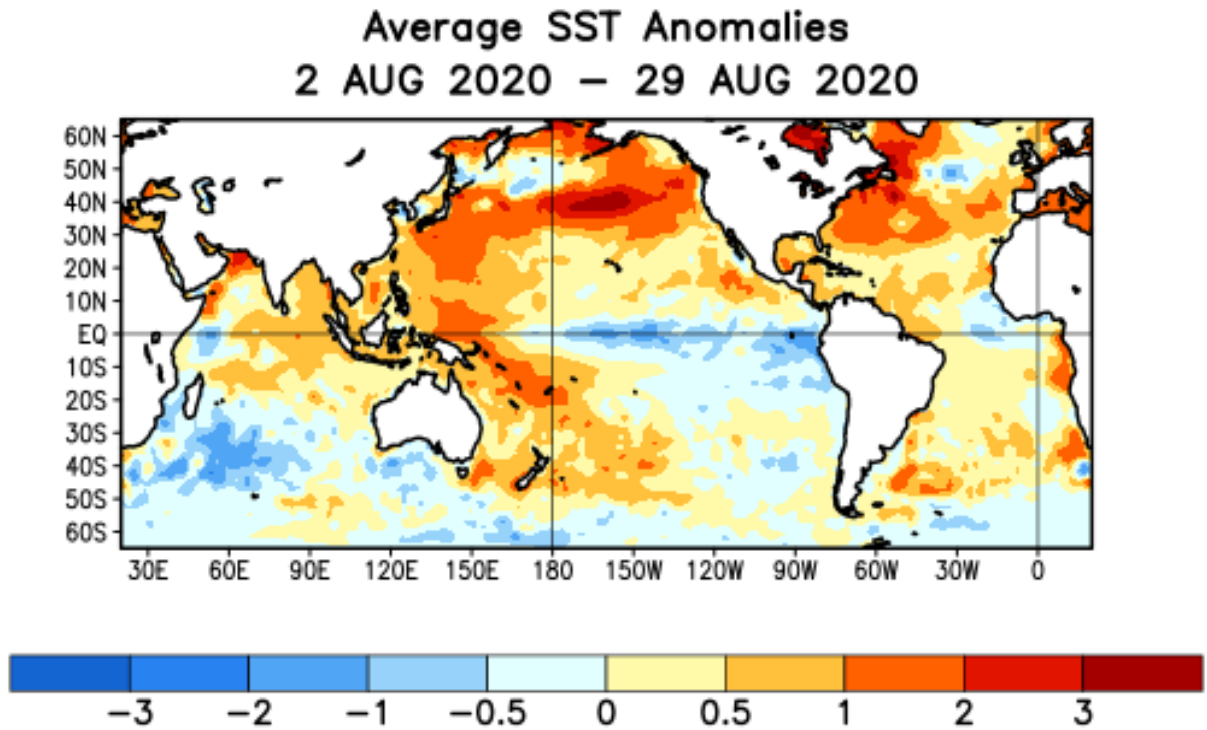 Average SST Anomalies
2 AUG 2020 – 29 AUG 2020
60N
50N
40N
30N
20N
10N
EQ
10S
20S
30S
40S
50S
60S
30E 60E 90E 120E 150E 180 150W 120W 90W 60W 30W 0
−3 −2 −1 −0.5 0 0.5 1 2 3